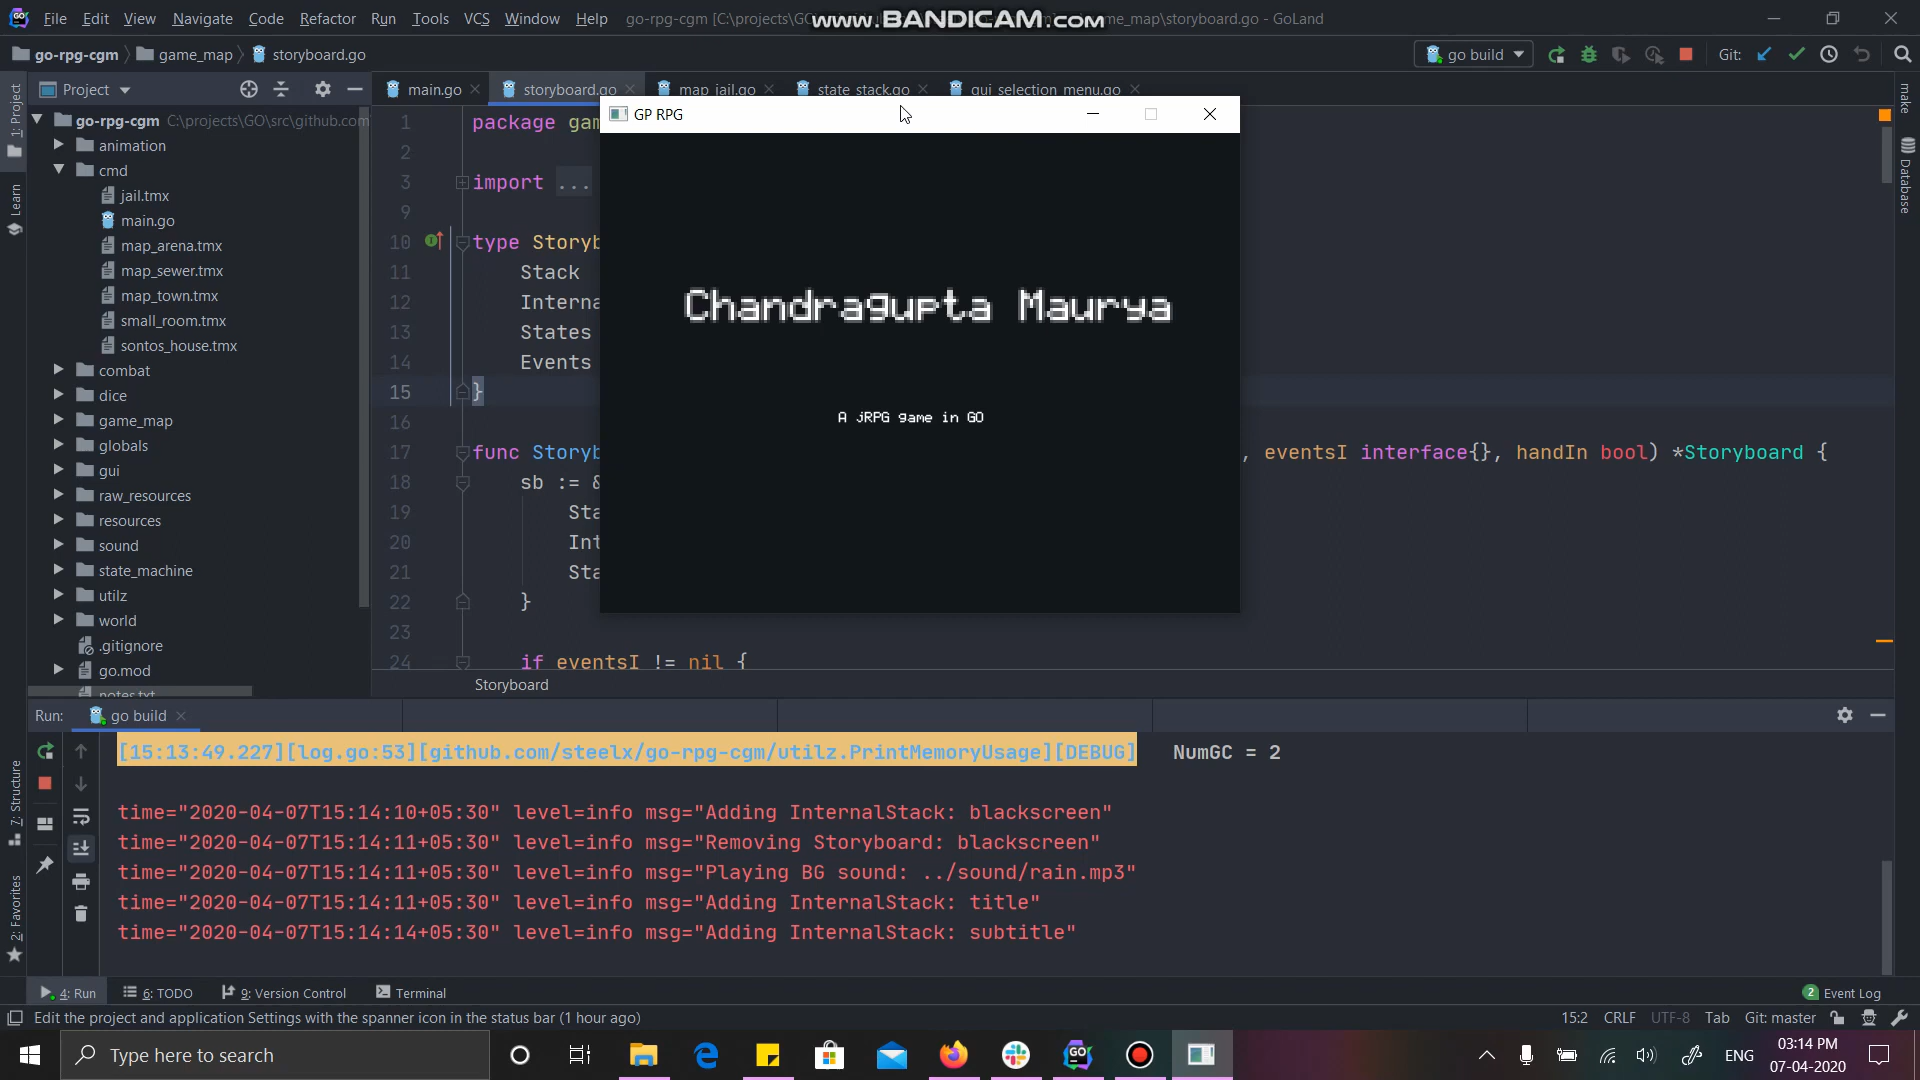 File Edit View Navigate Code Refactor Run Tools VCS Window Help go-rpg-cgm [C:\projects\GO
www.BANDICAM.com
me_map\storyboard.go - GoLand
go-rpg-cgm game_map storyboard.go
go build Git:
Project
main.go storyboard.go map_jail.go state_stack.go gui_selection_menu.go
1: Project
Learn
7: Structure
2: Favorites
make
Database
go-rpg-cgm C:\projects\GO\src\github.com
animation
cmd
jail.tmx
main.go
map_arena.tmx
map_sewer.tmx
map_town.tmx
small_room.tmx
sontos_house.tmx
combat
dice
game_map
globals
gui
raw_resources
resources
sound
state_machine
utilz
world
.gitignore
go.mod
notes.txt
1 package gam
2
3 import ...
9
10 type Storyb
11 Stack
12 Interna
13 States
14 Events
15 }
16
17 func Storyb , eventsI interface{}, handIn bool) *Storyboard {
18 sb := &
19 Sta
20 Int
21 Sta
22 }
23
24 if eventsI != nil {
Storyboard
GP RPG
Chandragupta Maurya
A jRPG game in GO
Run: go build
[15:13:49.227][log.go:53][github.com/steelx/go-rpg-cgm/utilz.PrintMemoryUsage][DEBUG] NumGC = 2
time="2020-04-07T15:14:10+05:30" level=info msg="Adding InternalStack: blackscreen"
time="2020-04-07T15:14:11+05:30" level=info msg="Removing Storyboard: blackscreen"
time="2020-04-07T15:14:11+05:30" level=info msg="Playing BG sound: ../sound/rain.mp3"
time="2020-04-07T15:14:11+05:30" level=info msg="Adding InternalStack: title"
time="2020-04-07T15:14:14+05:30" level=info msg="Adding InternalStack: subtitle"
4: Run 6: TODO 9: Version Control Terminal 2 Event Log
Edit the project and application Settings with the spanner icon in the status bar (1 hour ago) 15:2 CRLF UTF-8 Tab Git: master
Type here to search
GO
ENG
03:14 PM
07-04-2020